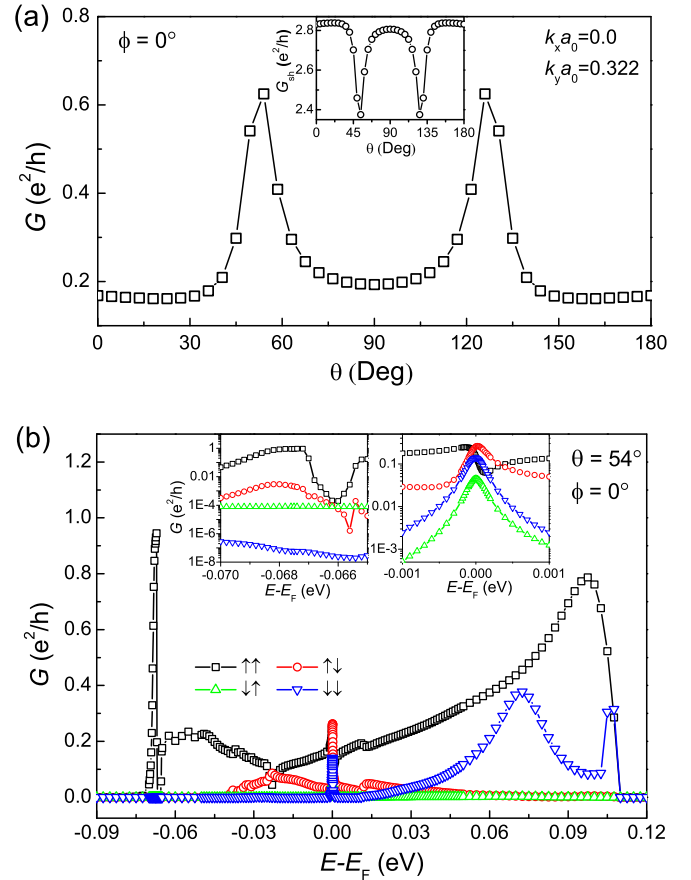 (a)
ϕ = 0°
k_x a_0=0.0
k_y a_0=0.322
G (e²/h)
0.8
0.6
0.4
0.2
0 30 60 90 120 150 180
θ (Deg)
G_sh (e²/h)
2.8
2.6
2.4
0 45 90 135 180
θ (Deg)
(b)
θ = 54°
ϕ = 0°
G (e²/h)
1.2
1.0
0.8
0.6
0.4
0.2
0.0
-0.09 -0.06 -0.03 0.00 0.03 0.06 0.09 0.12
E-E_F (eV)
↑↑ ↑↓
↓↑ ↓↓
G (e²/h)
1
0.01
1E-4
1E-6
1E-8
-0.070 -0.068 -0.066
E-E_F (eV)
0.1
0.01
1E-3
-0.001 0.000 0.001
E-E_F (eV)